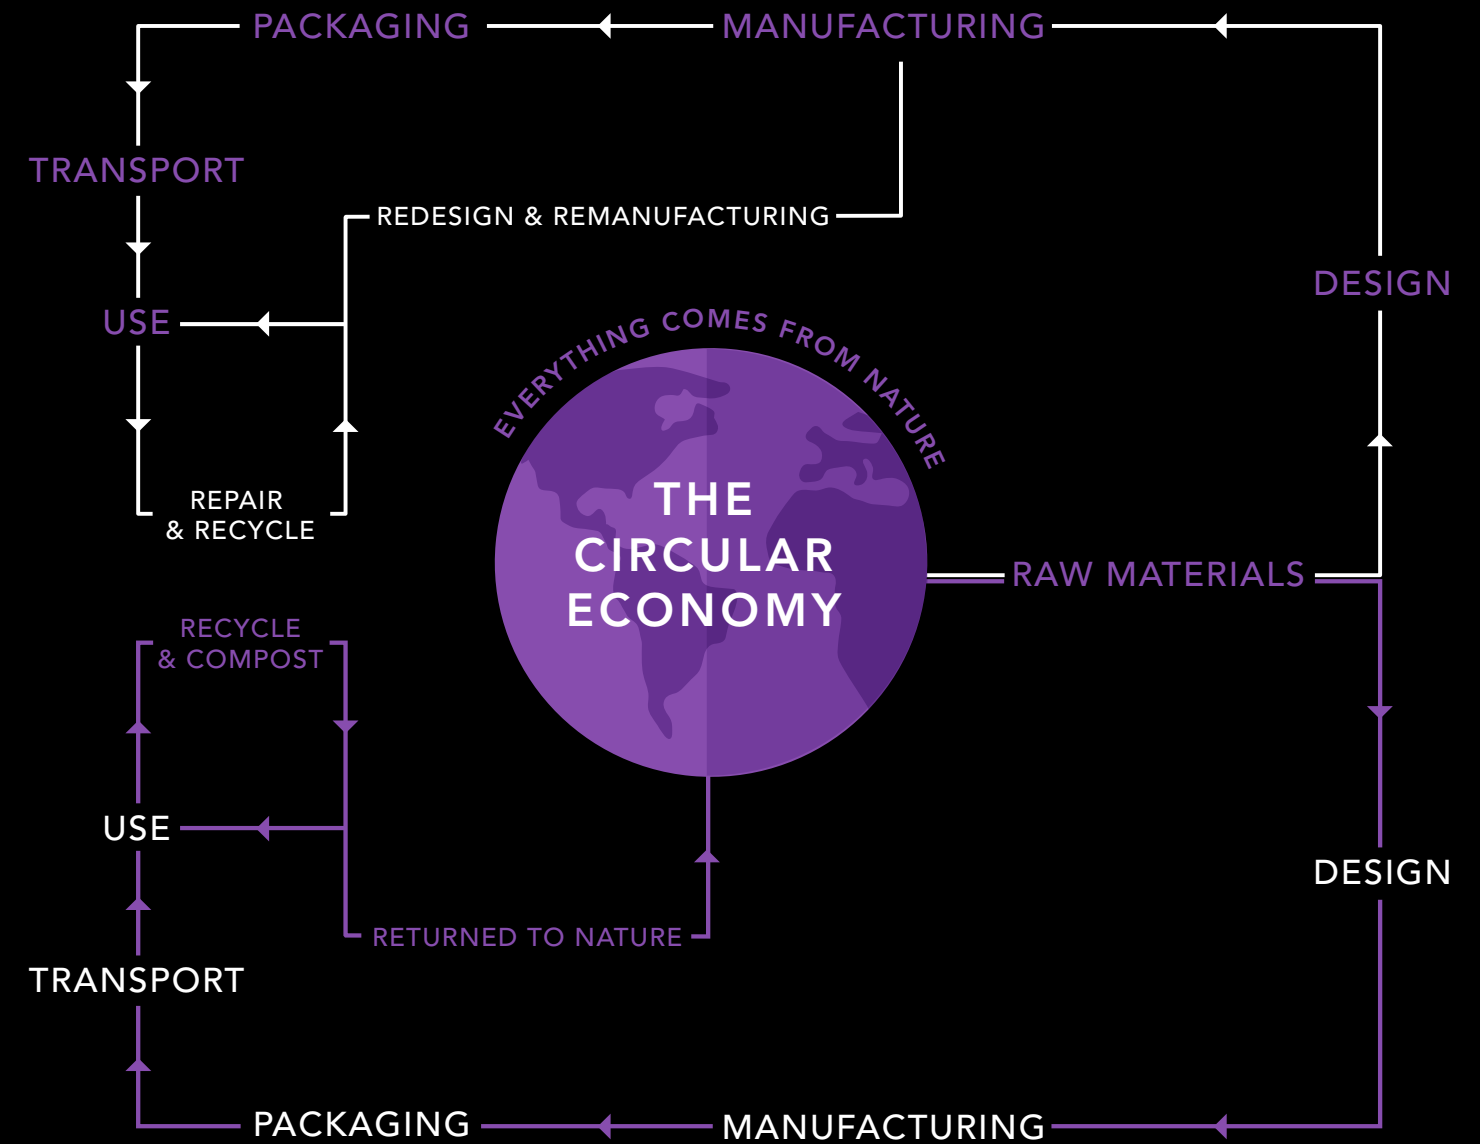 PACKAGING
MANUFACTURING
TRANSPORT
REDESIGN & REMANUFACTURING
USE
DESIGN
EVERYTHING COMES FROM NATURE
REPAIR
& RECYCLE
THE
CIRCULAR
ECONOMY
RAW MATERIALS
RECYCLE
& COMPOST
USE
DESIGN
RETURNED TO NATURE
TRANSPORT
PACKAGING
MANUFACTURING